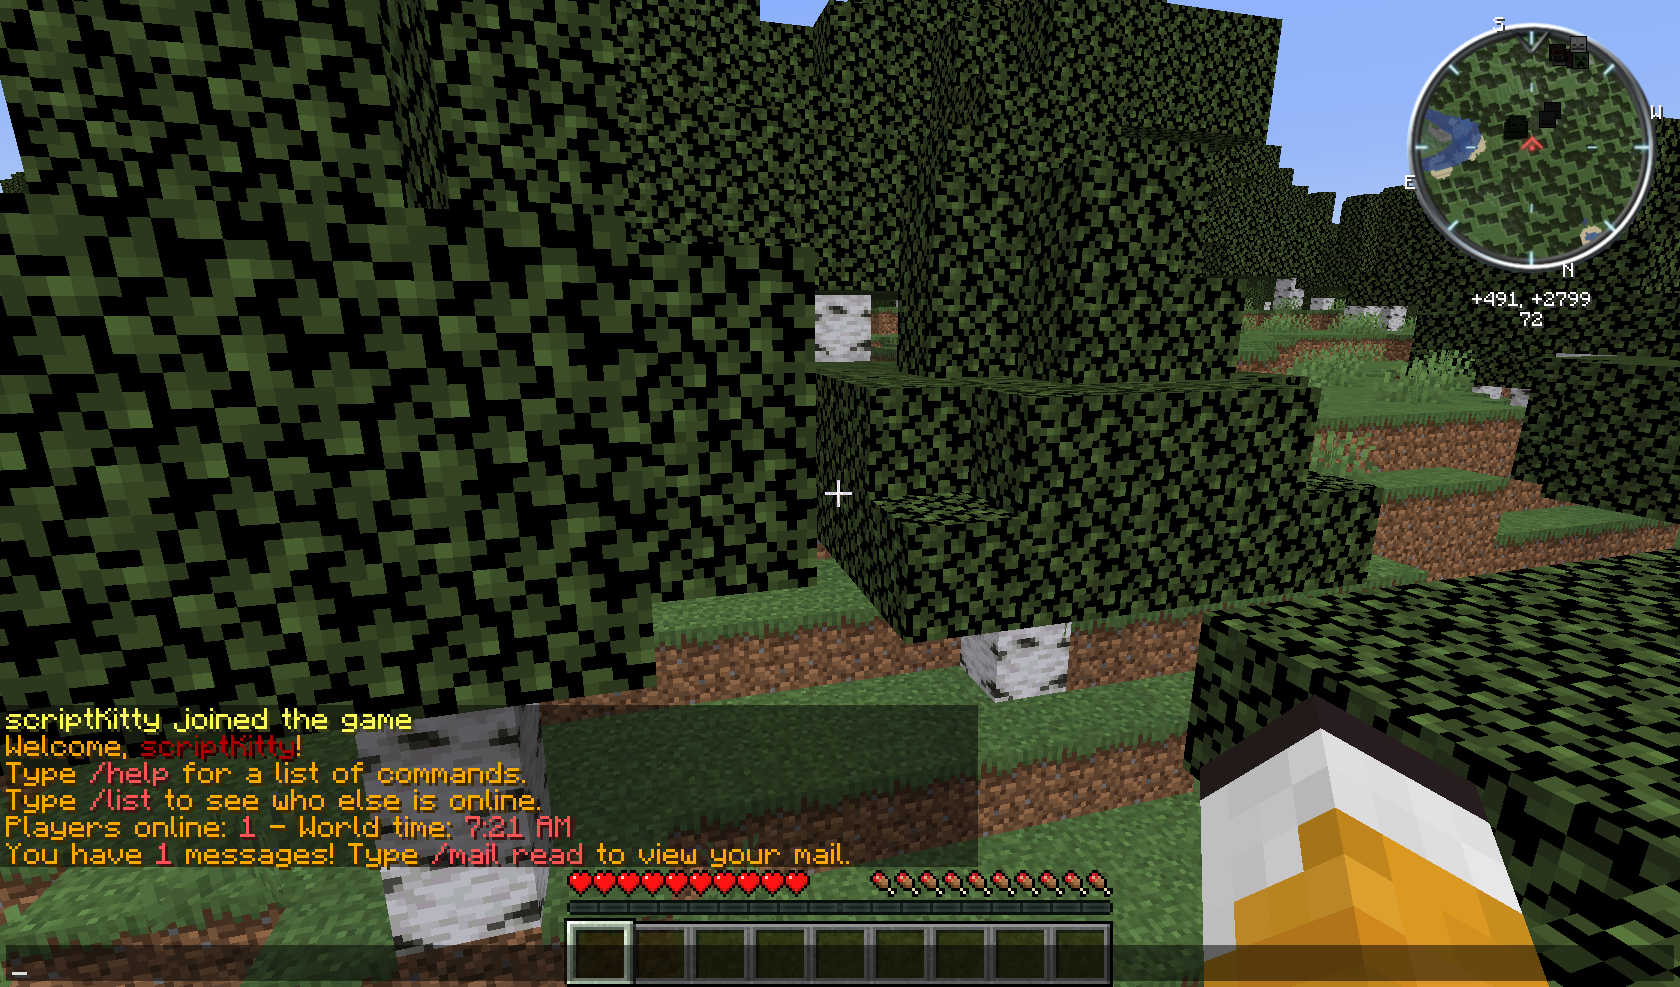 S
W
E
N
+491, +2799
72
scriptKitty joined the game
Welcome, scriptKitty!
Type /help for a list of commands.
Type /list to see who else is online.
Players online: 1 - World time: 7:21 AM
You have 1 messages! Type /mail read to view your mail.
_